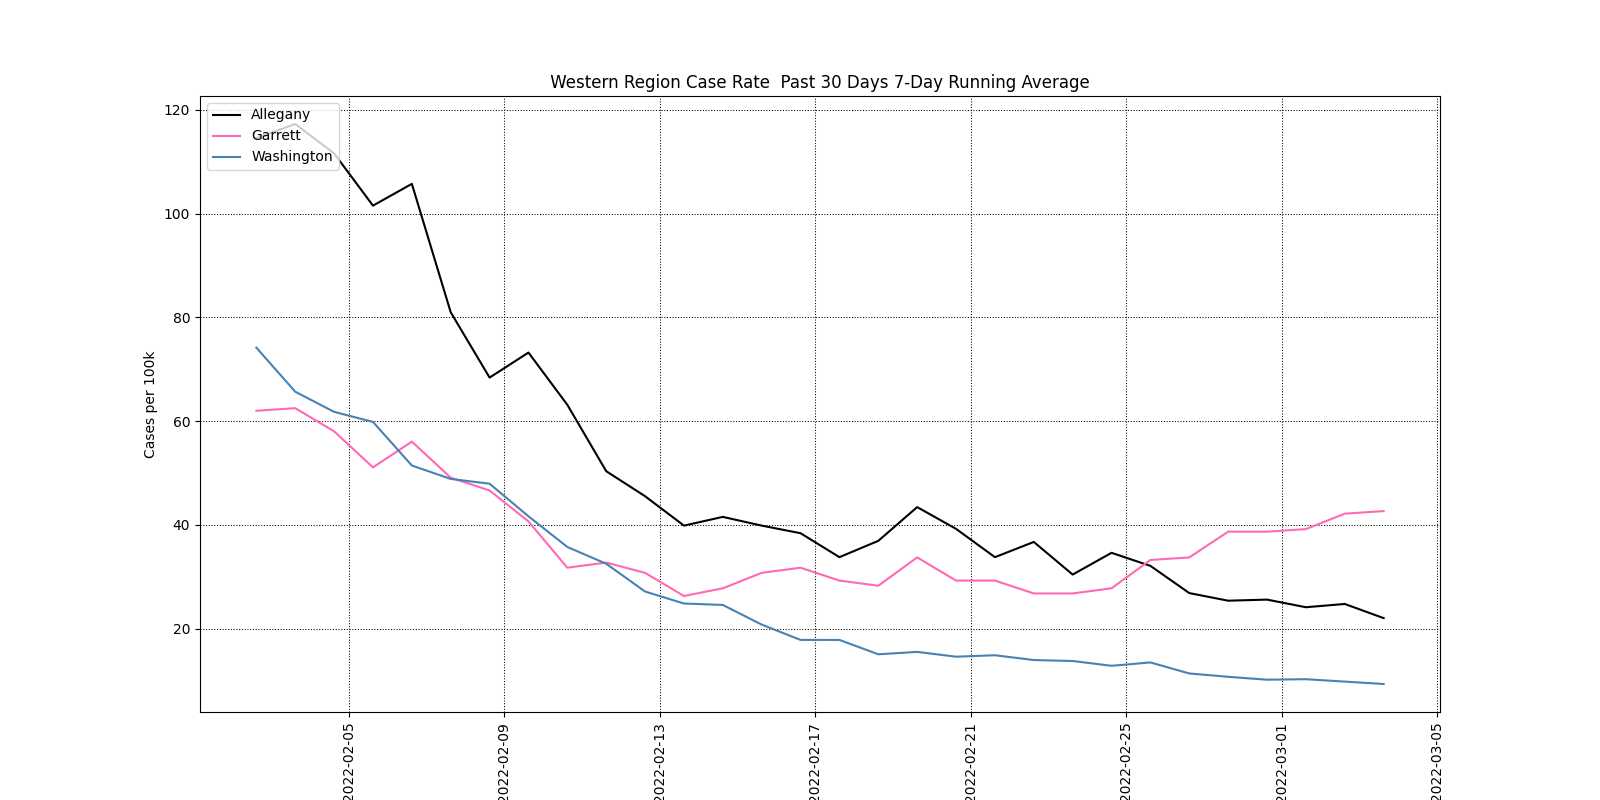 Western Region Case Rate  Past 30 Days 7-Day Running Average
Allegany
Garrett
Washington
Cases per 100k
120
100
80
60
40
20
2022-02-05
2022-02-09
2022-02-13
2022-02-17
2022-02-21
2022-02-25
2022-03-01
2022-03-05